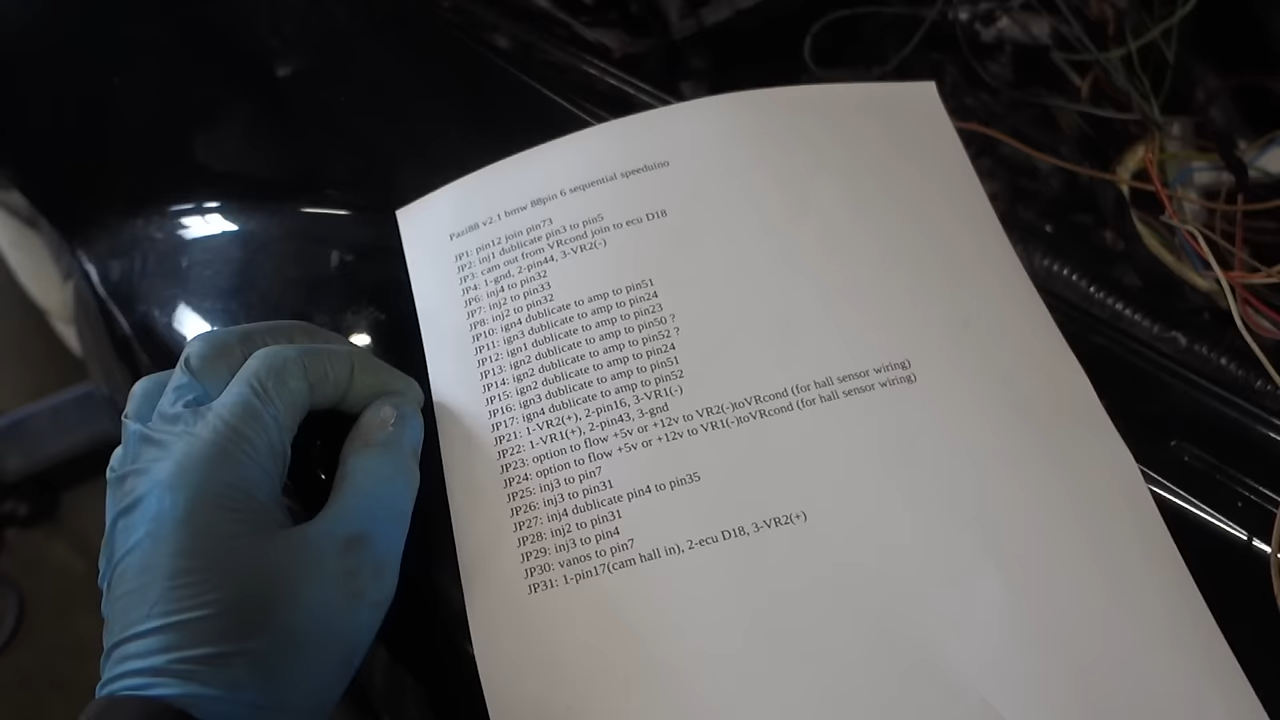 Pazi88 v2.1 bmw 88pin 6 sequential speeduino
JP1: pin12 join pin73
JP2: inj1 dublicate pin3 to pin5
JP3: cam out from VRcond join to ecu D18
JP4: 1-gnd, 2-pin44, 3-VR2(-)
JP6: inj4 to pin32
JP7: inj2 to pin33
JP8: inj2 to pin32
JP10: ign4 dublicate to amp to pin51
JP11: ign3 dublicate to amp to pin24
JP12: ign1 dublicate to amp to pin23
JP13: ign2 dublicate to amp to pin50 ?
JP14: ign2 dublicate to amp to pin52 ?
JP15: ign2 dublicate to amp to pin24
JP16: ign3 dublicate to amp to pin51
JP17: ign4 dublicate to amp to pin52
JP21: 1-VR2(+), 2-pin16, 3-VR1(-)
JP22: 1-VR1(+), 2-pin43, 3-gnd
JP23: option to flow +5v or +12v to VR2(-)toVRcond (for hall sensor wiring)
JP24: option to flow +5v or +12v to VR1(-)toVRcond (for hall sensor wiring)
JP25: inj3 to pin7
JP26: inj3 to pin31
JP27: inj4 dublicate pin4 to pin35
JP28: inj2 to pin31
JP29: inj3 to pin4
JP30: vanos to pin7
JP31: 1-pin17(cam hall in), 2-ecu D18, 3-VR2(+)